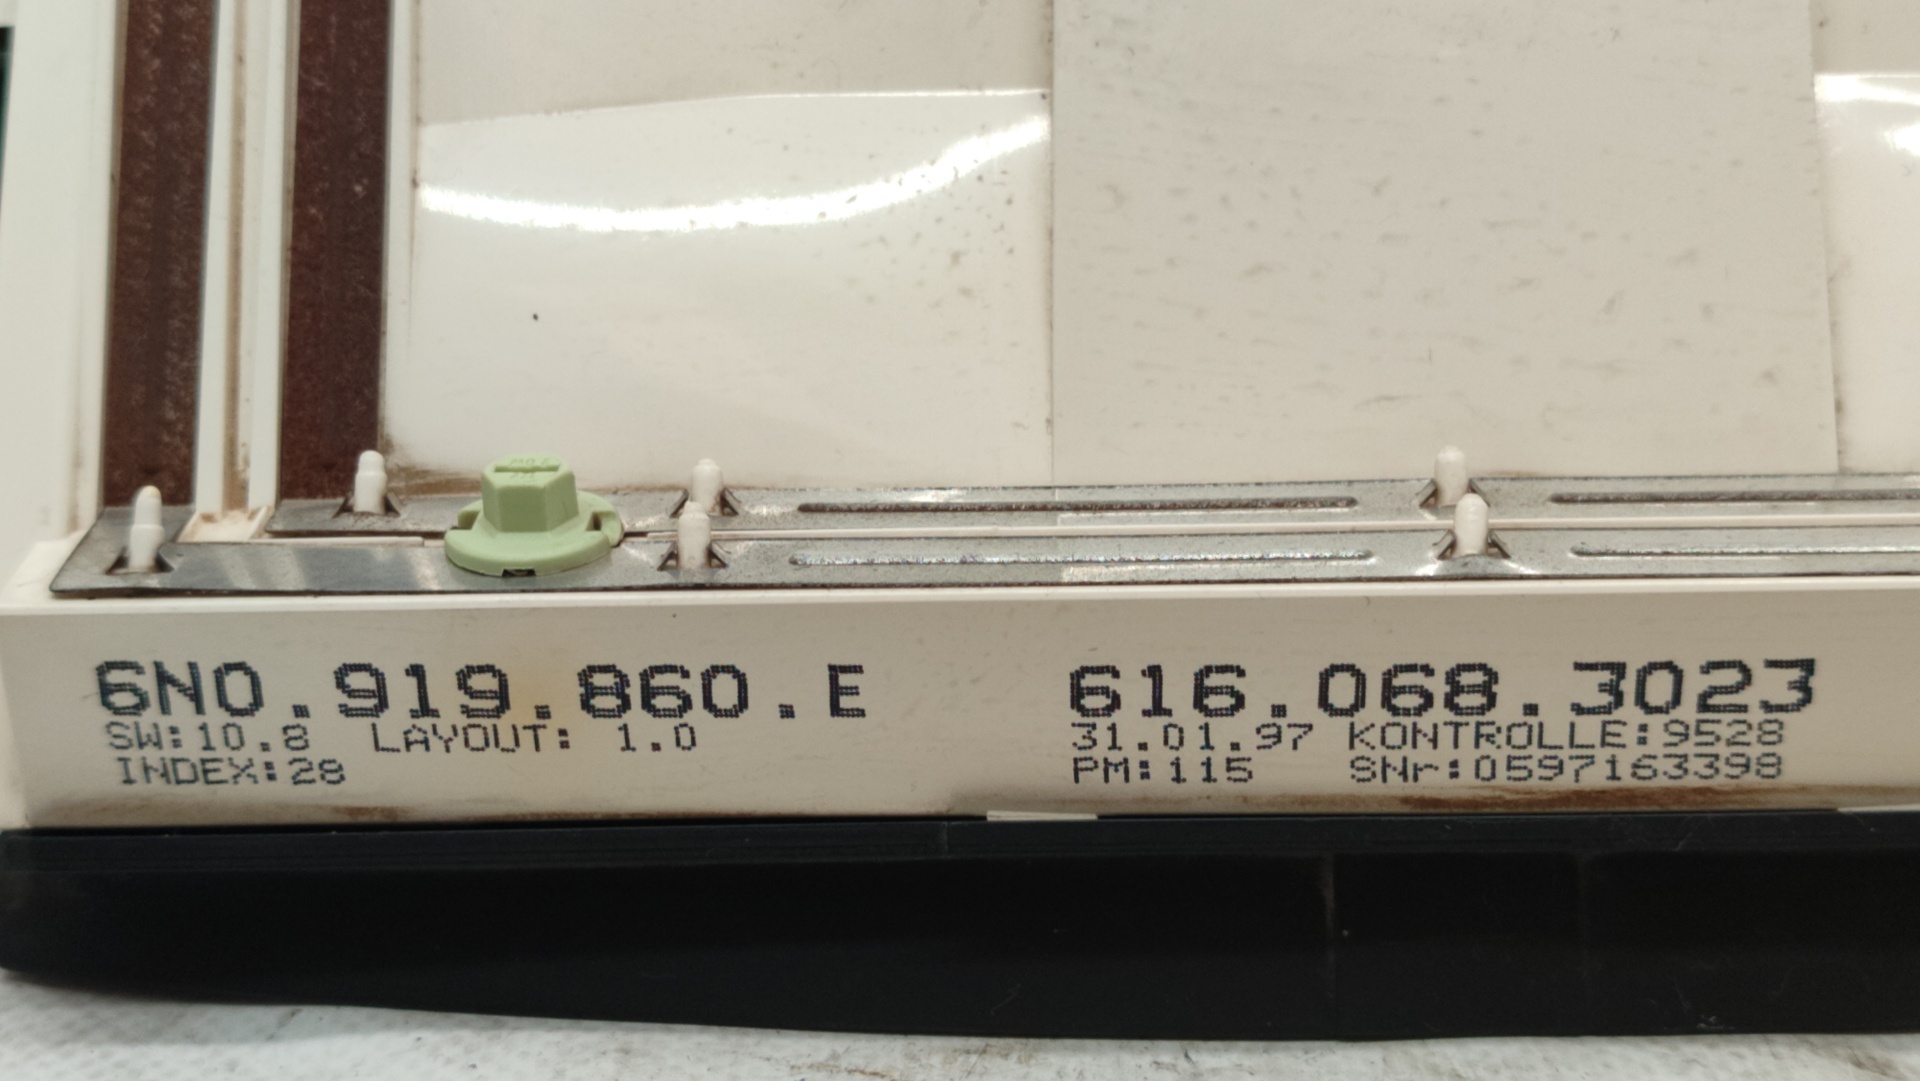 6N0.919.860.E
SW:10.8 LAYOUT: 1.0
INDEX:28
616.068.3023
31.01.97 KONTROLLE:9528
PM:115 SNr:0597163398